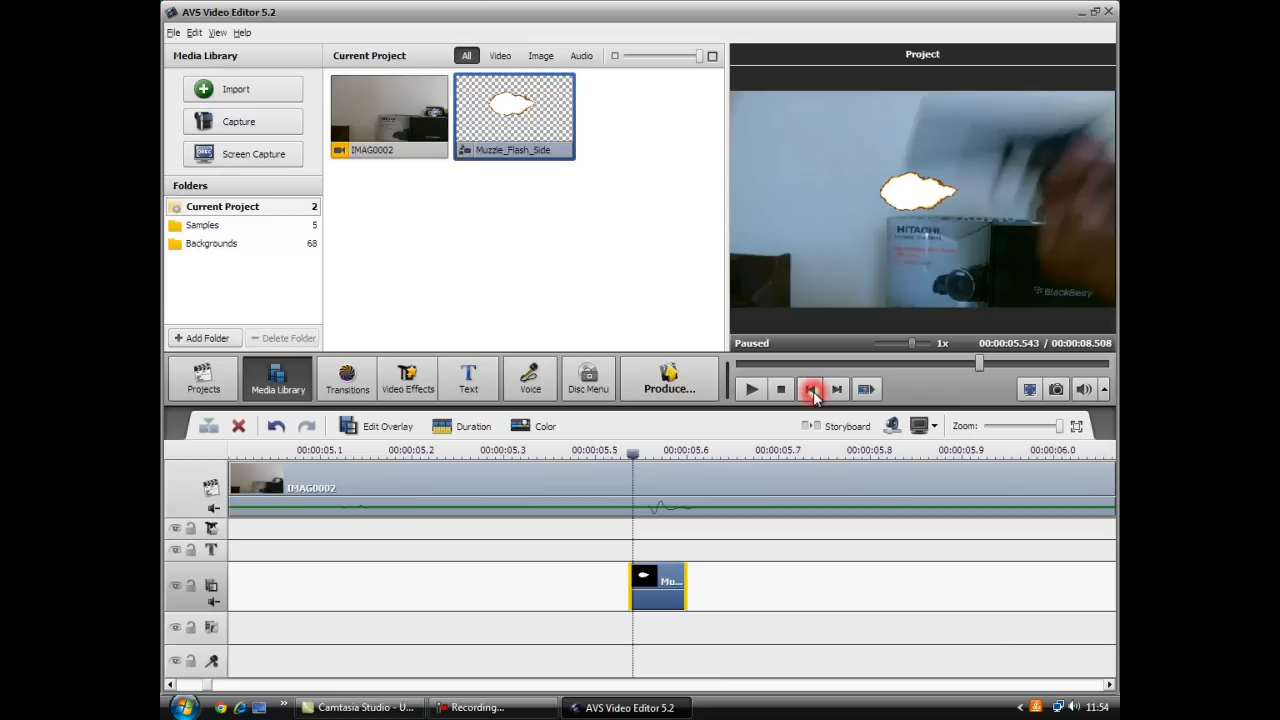 AVS Video Editor 5.2
File Edit View Help
Media Library
Current Project
All Video Image Audio
Project
Import
IMAG0002
Muzzle_Flash_Side
Capture
Screen Capture
Folders
Current Project 2
Samples 5
Backgrounds 68
HITACHI
BlackBerry
+ Add Folder
− Delete Folder
Paused
1x
00:00:05.543 / 00:00:08.508
Projects
Media Library
Transitions
Video Effects
Text
Voice
Disc Menu
Produce...
Edit Overlay
Duration
Color
Storyboard
Zoom:
00:00:05.1 00:00:05.2 00:00:05.3 00:00:05.4 00:00:05.5 00:00:05.6 00:00:05.7 00:00:05.8 00:00:05.9 00:00:06.0
IMAG0002
T
Mu...
Camtasia Studio - U...
Recording...
AVS Video Editor 5.2
11:54